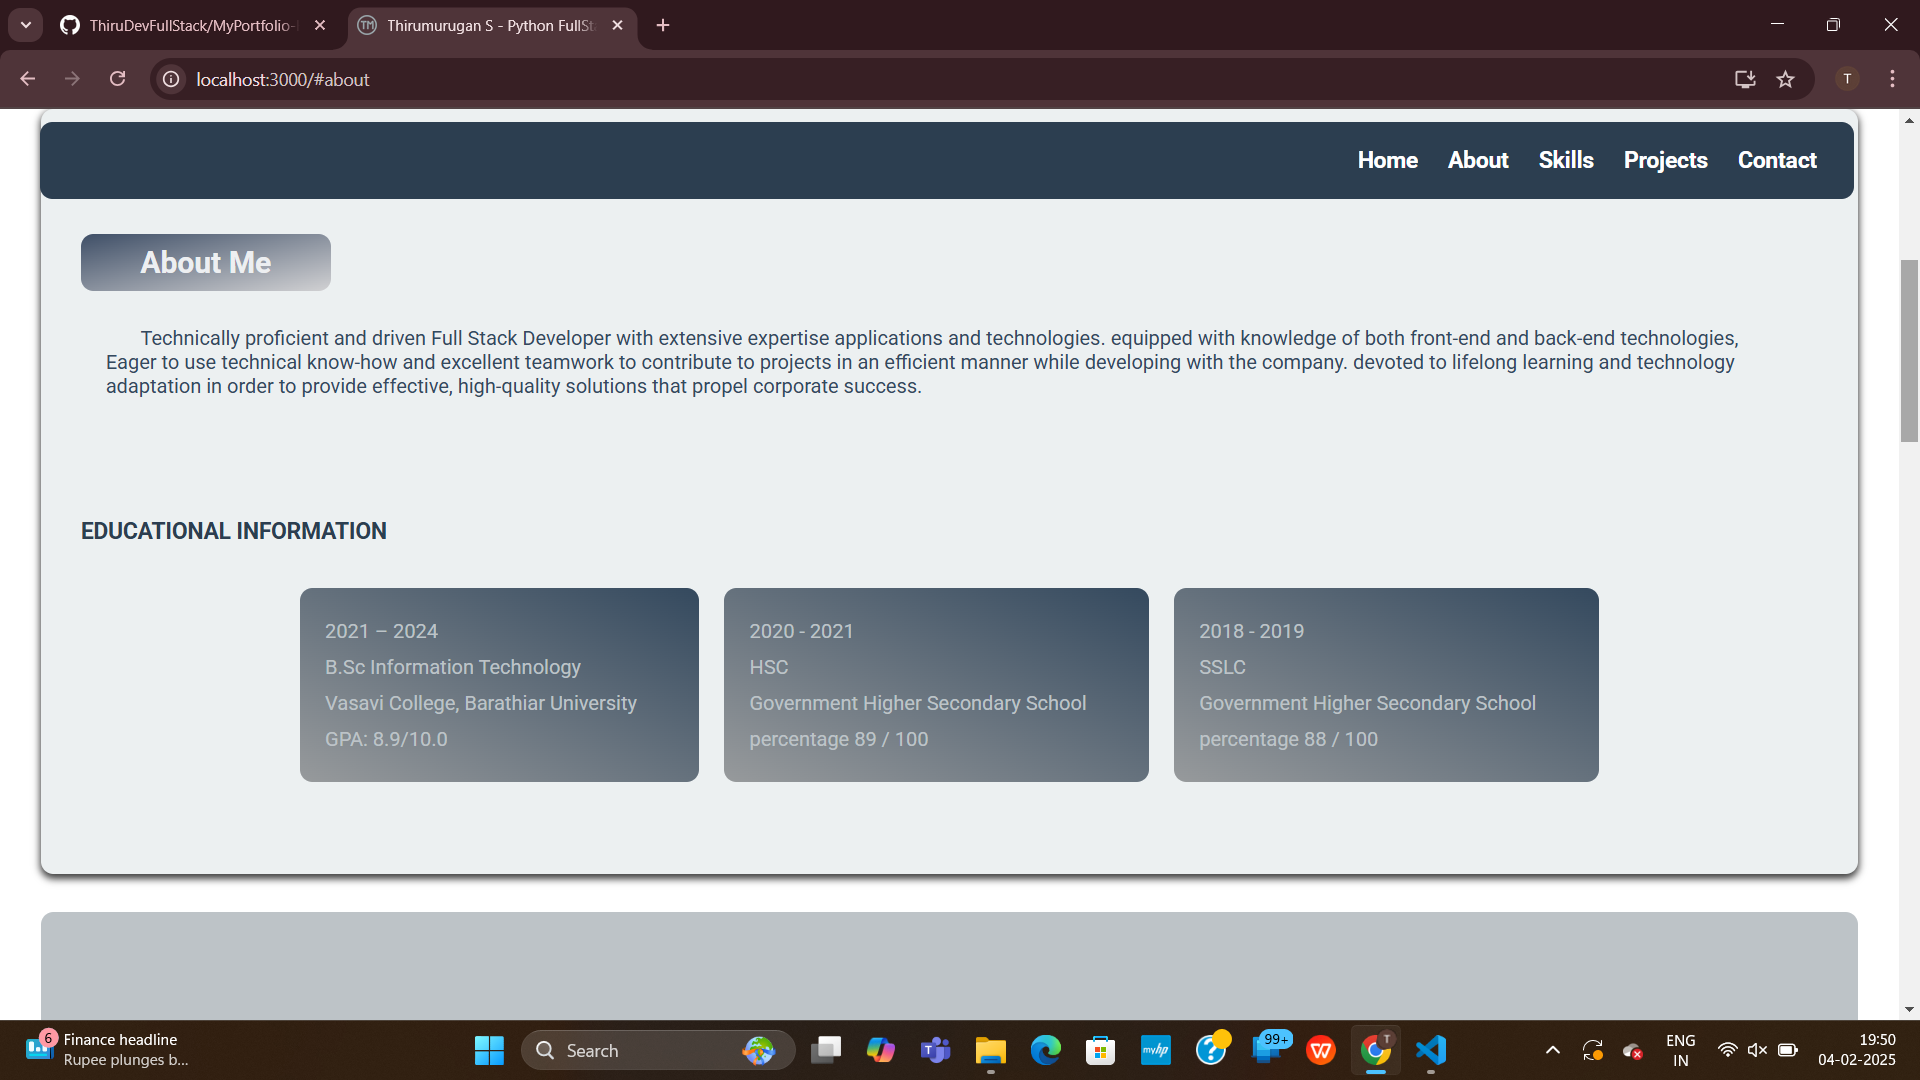 ThiruDevFullStack/MyPortfolio-
Thirumurugan S - Python FullSt
localhost:3000/#about
T
Home About Skills Projects Contact
About Me
Technically proficient and driven Full Stack Developer with extensive expertise applications and technologies. equipped with knowledge of both front-end and back-end technologies,
Eager to use technical know-how and excellent teamwork to contribute to projects in an efficient manner while developing with the company. devoted to lifelong learning and technology
adaptation in order to provide effective, high-quality solutions that propel corporate success.
EDUCATIONAL INFORMATION
2021 – 2024
B.Sc Information Technology
Vasavi College, Barathiar University
GPA: 8.9/10.0
2020 - 2021
HSC
Government Higher Secondary School
percentage 89 / 100
2018 - 2019
SSLC
Government Higher Secondary School
percentage 88 / 100
6
Finance headline
Rupee plunges b...
Search
myhp
99+
T
ENG
IN
19:50
04-02-2025